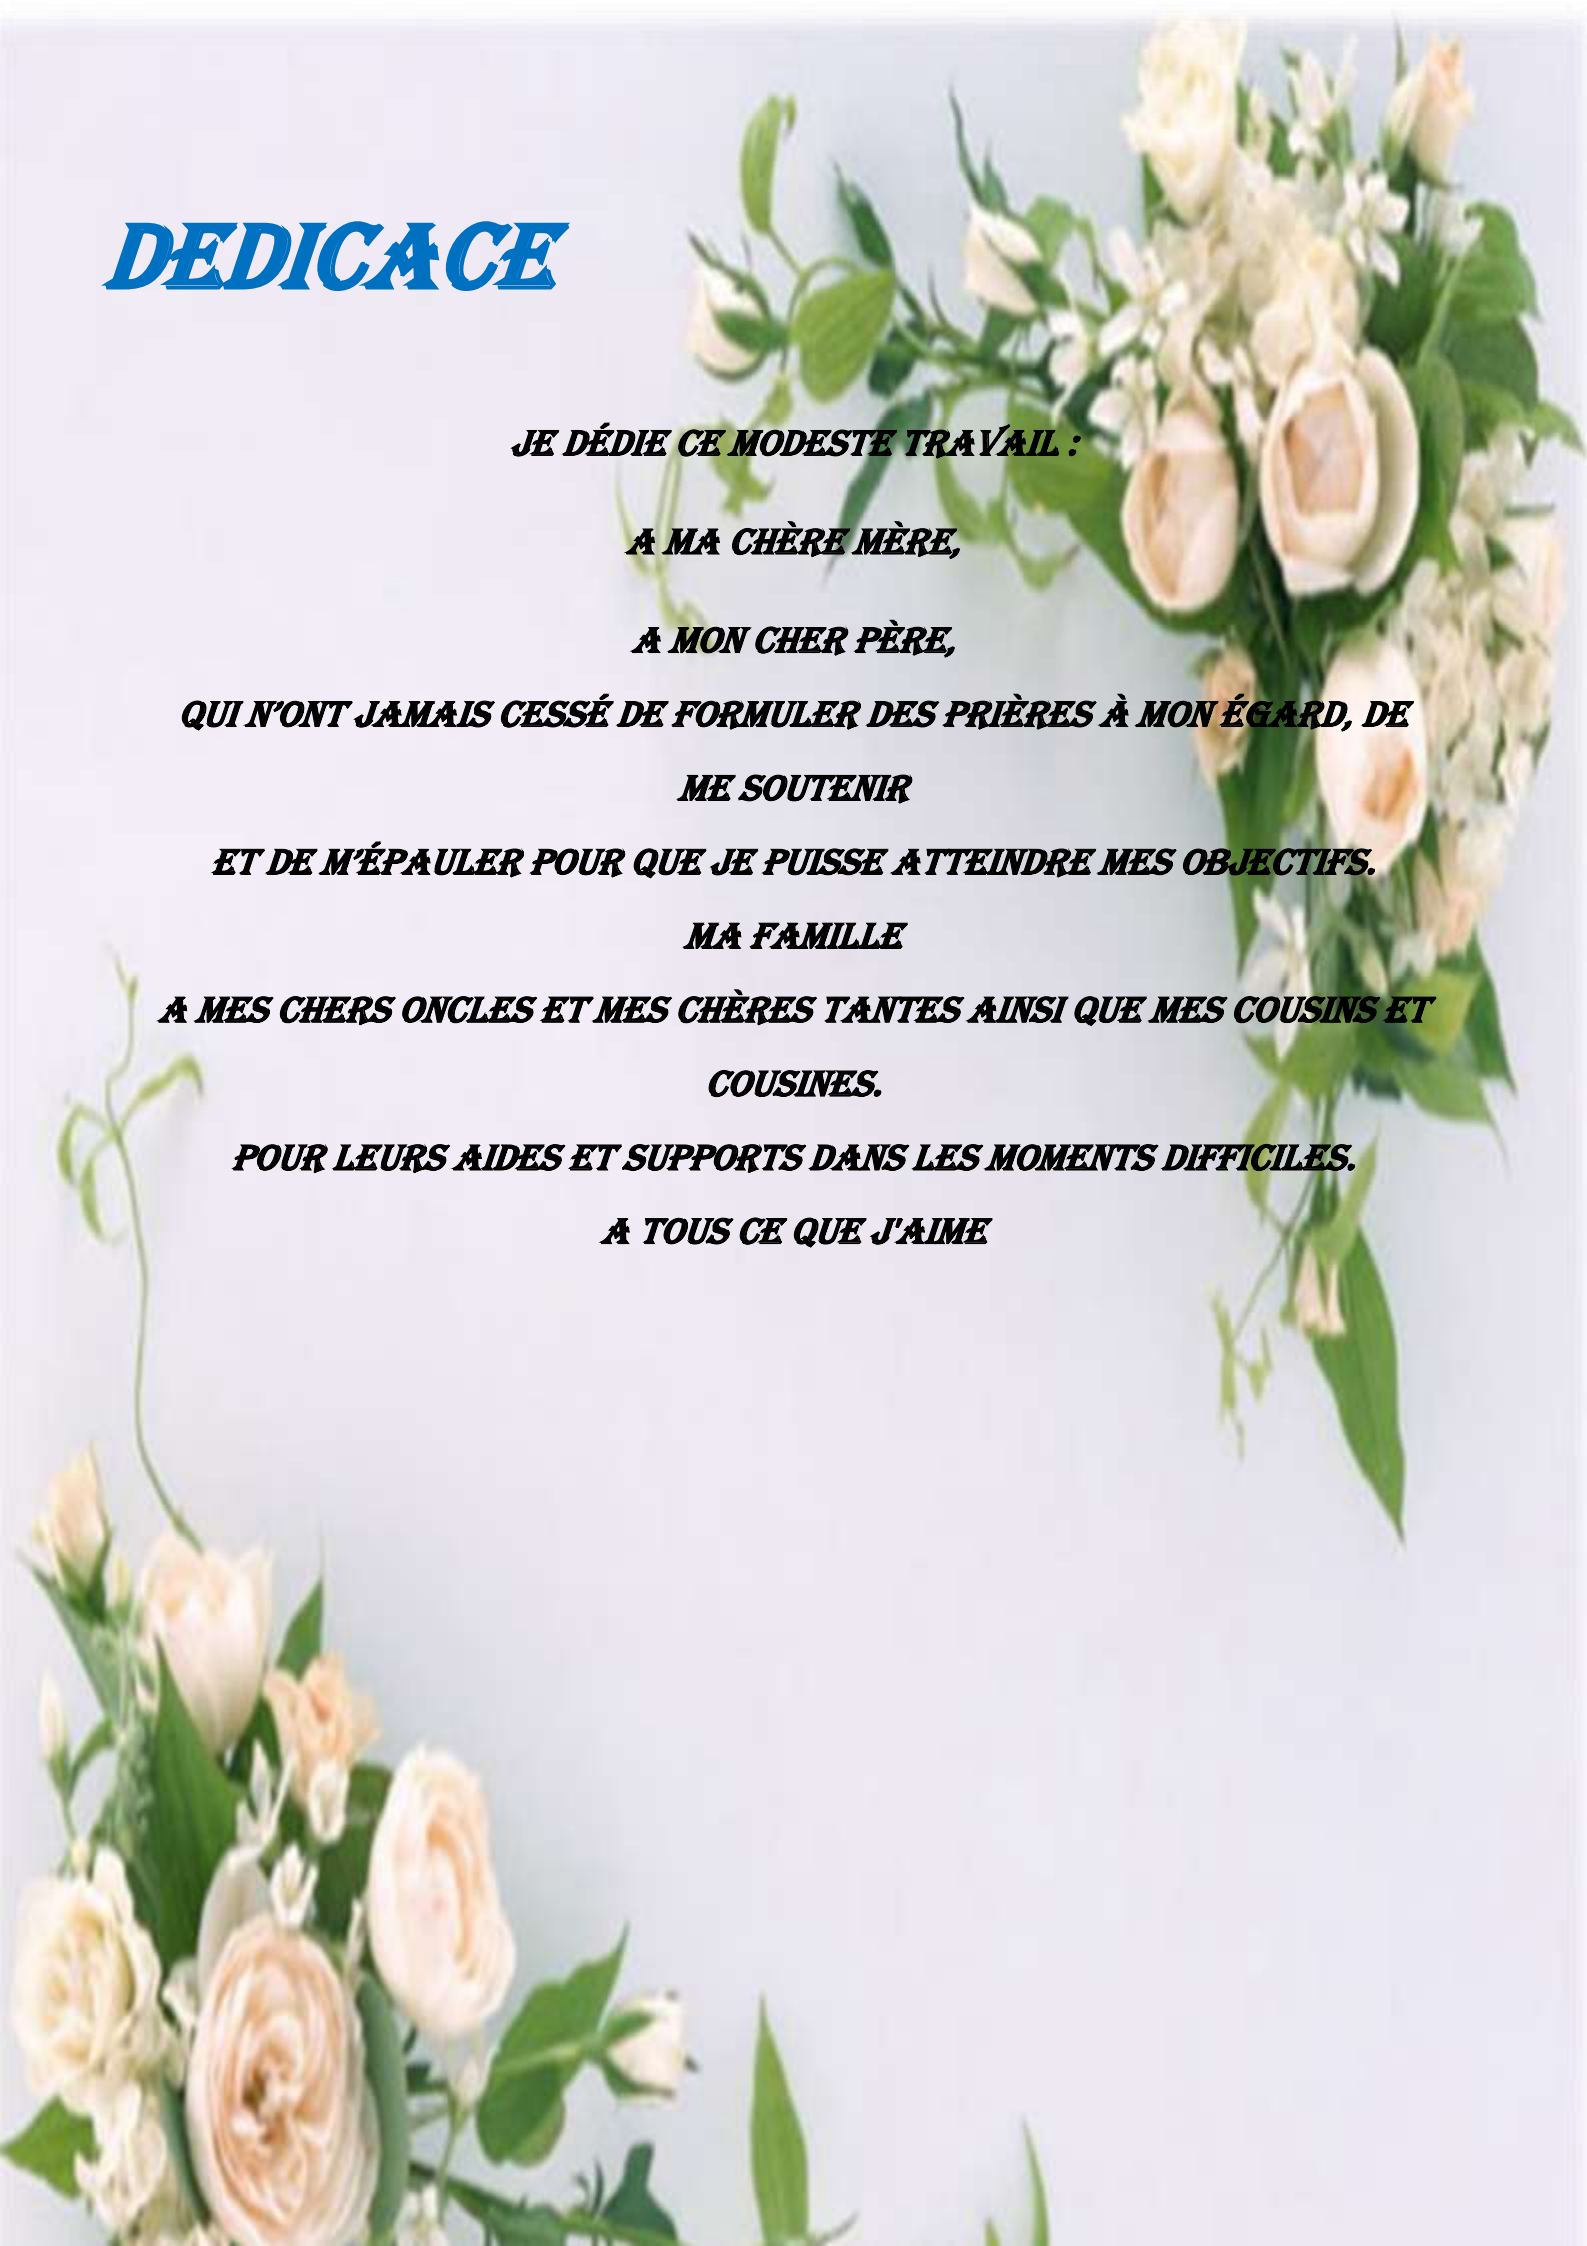 DEDICACE
JE DÉDIE CE MODESTE TRAVAIL :
A MA CHÈRE MÈRE,
A MON CHER PÈRE,
QUI N’ONT JAMAIS CESSÉ DE FORMULER DES PRIÈRES À MON ÉGARD, DE
ME SOUTENIR
ET DE M’ÉPAULER POUR QUE JE PUISSE ATTEINDRE MES OBJECTIFS.
MA FAMILLE
A MES CHERS ONCLES ET MES CHÈRES TANTES AINSI QUE MES COUSINS ET
COUSINES.
POUR LEURS AIDES ET SUPPORTS DANS LES MOMENTS DIFFICILES.
A TOUS CE QUE J'AIME